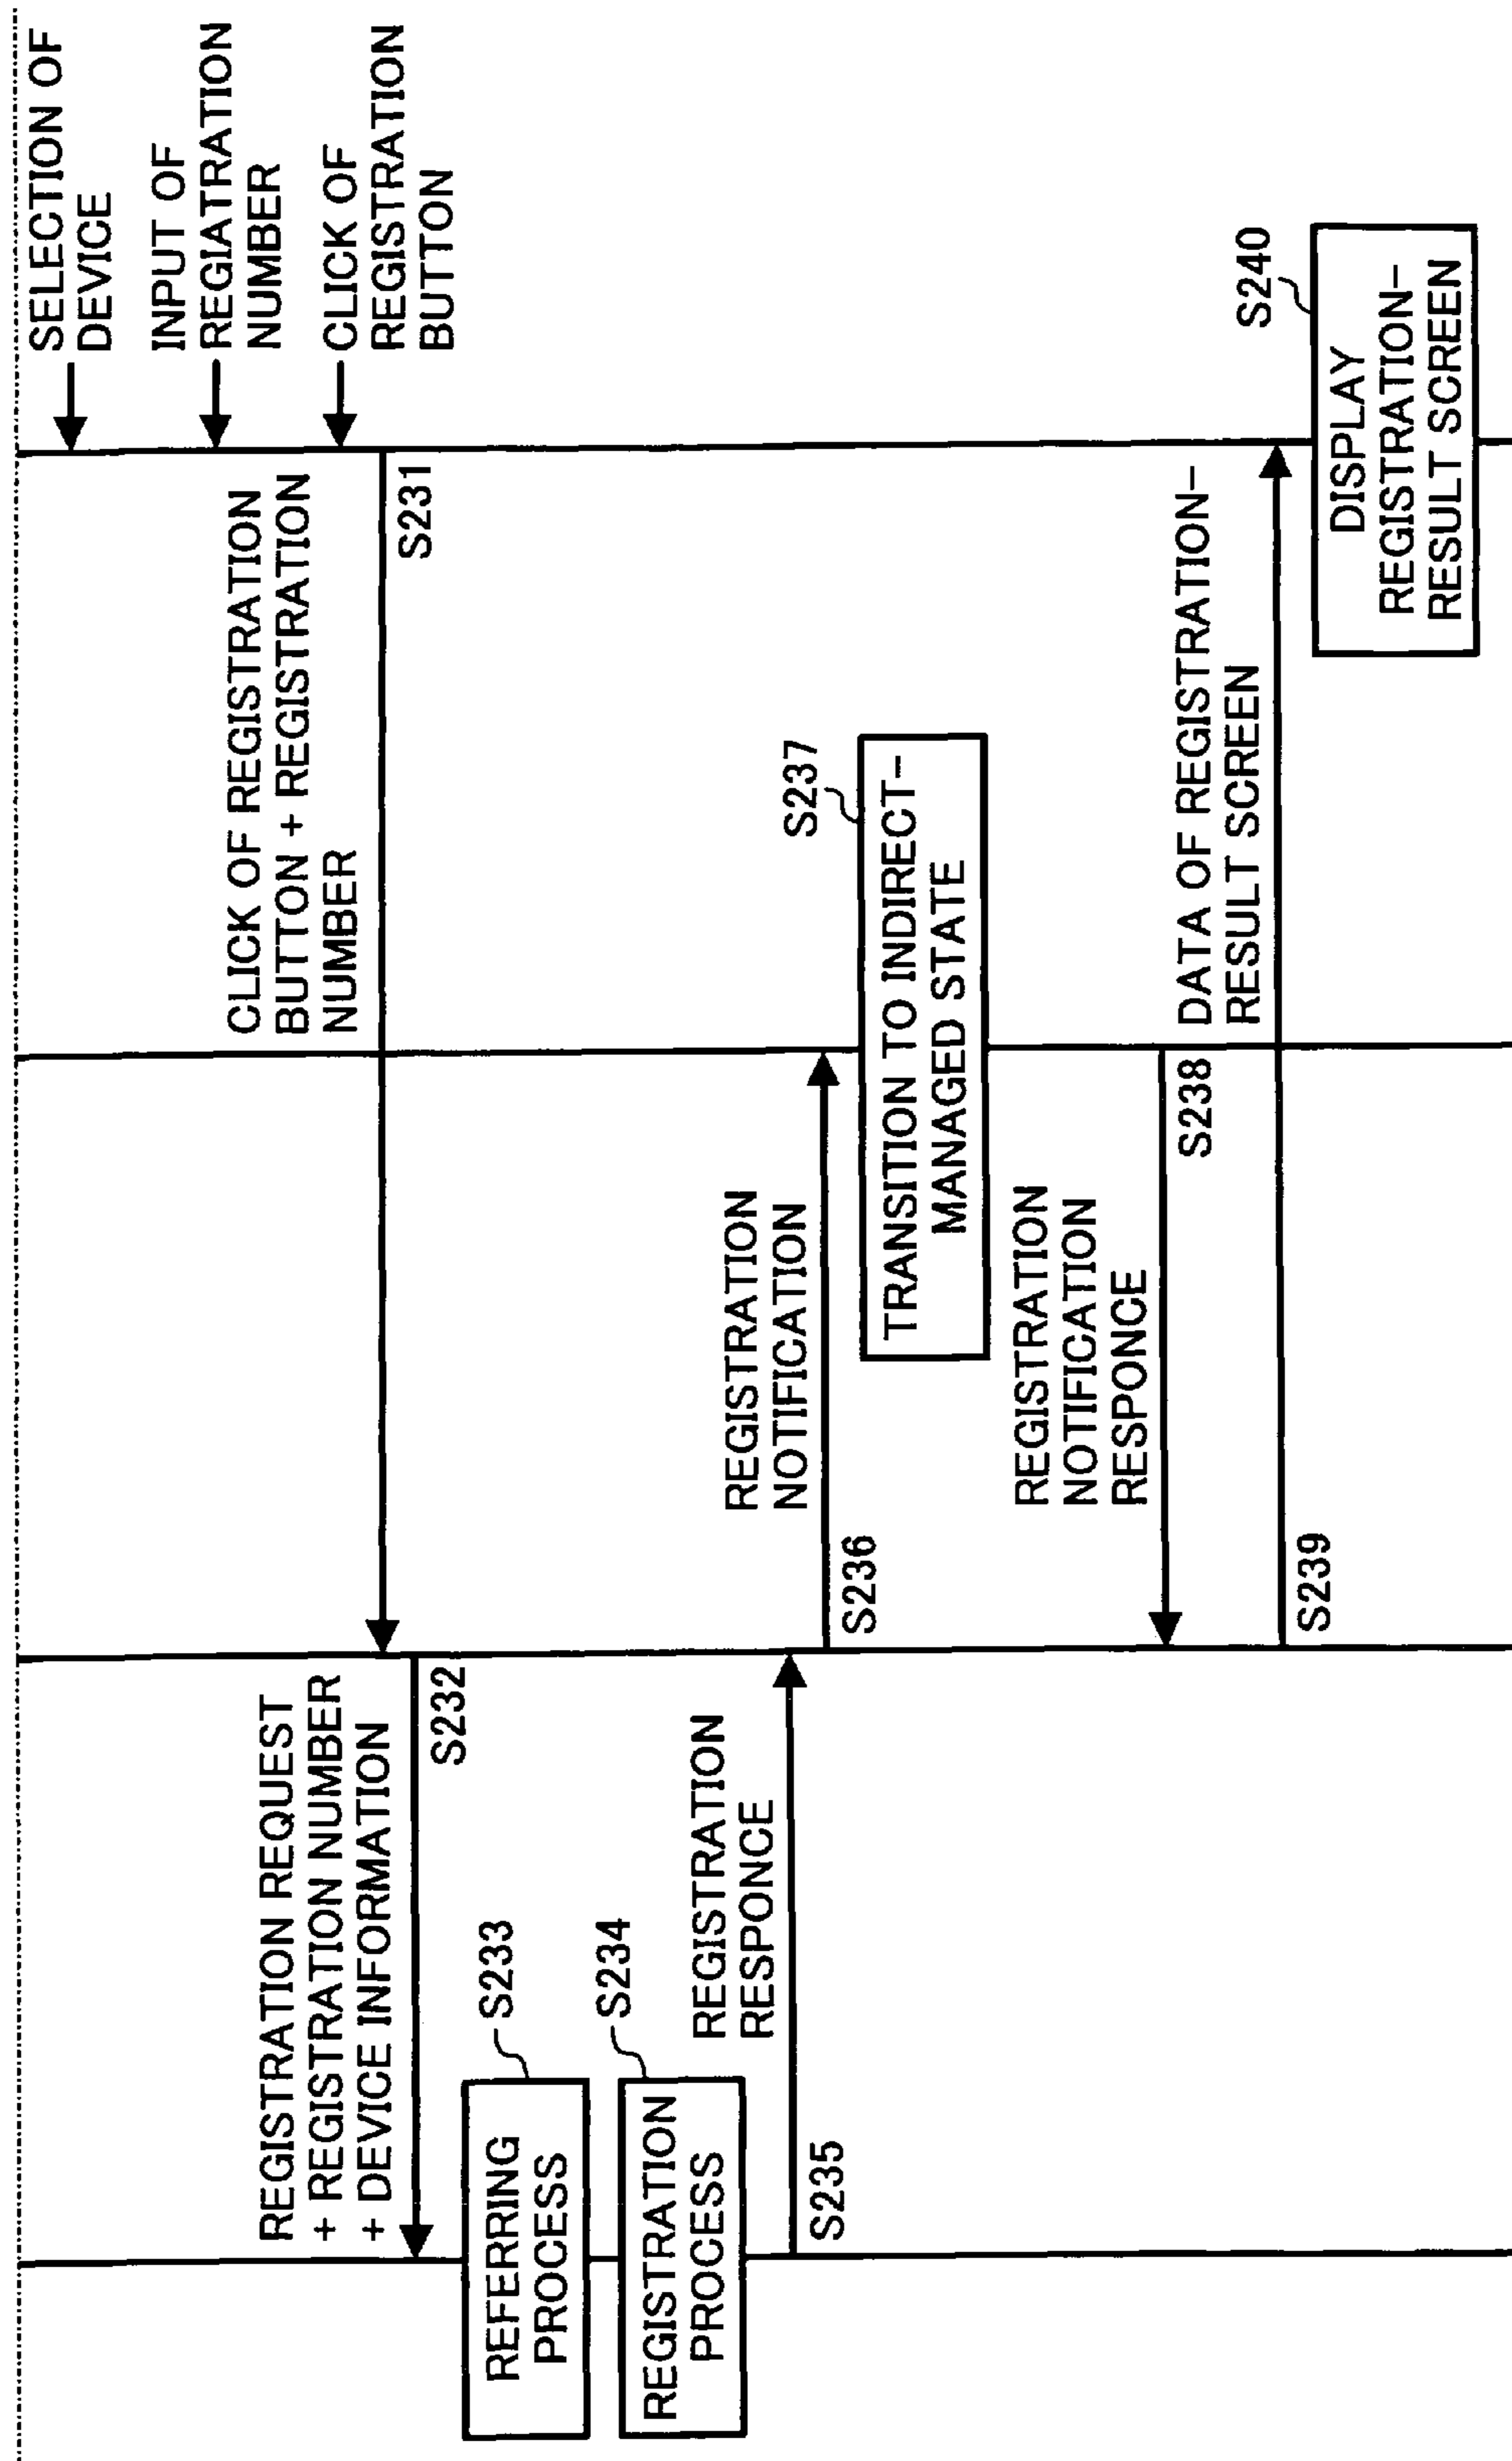 SELECTION OF
DEVICE
INPUT OF
REGIATRATION
NUMBER
CLICK OF
REGISTRATION
BUTTON
CLICK OF REGISTRATION
BUTTON + REGISTRATION
NUMBER
S231
REGISTRATION REQUEST
+ REGISTRATION NUMBER
+ DEVICE INFORMATION
S232
REFERRING
PROCESS
S233
REGISTRATION
PROCESS
S234
REGISTRATION
RESPONCE
S235
REGISTRATION
NOTIFICATION
S236
TRANSITION TO INDIRECT-
MANAGED STATE
S237
REGISTRATION
NOTIFICATION
RESPONCE
S238
DATA OF REGISTRATION-
RESULT SCREEN
S239
DISPLAY
REGISTRATION-
RESULT SCREEN
S240